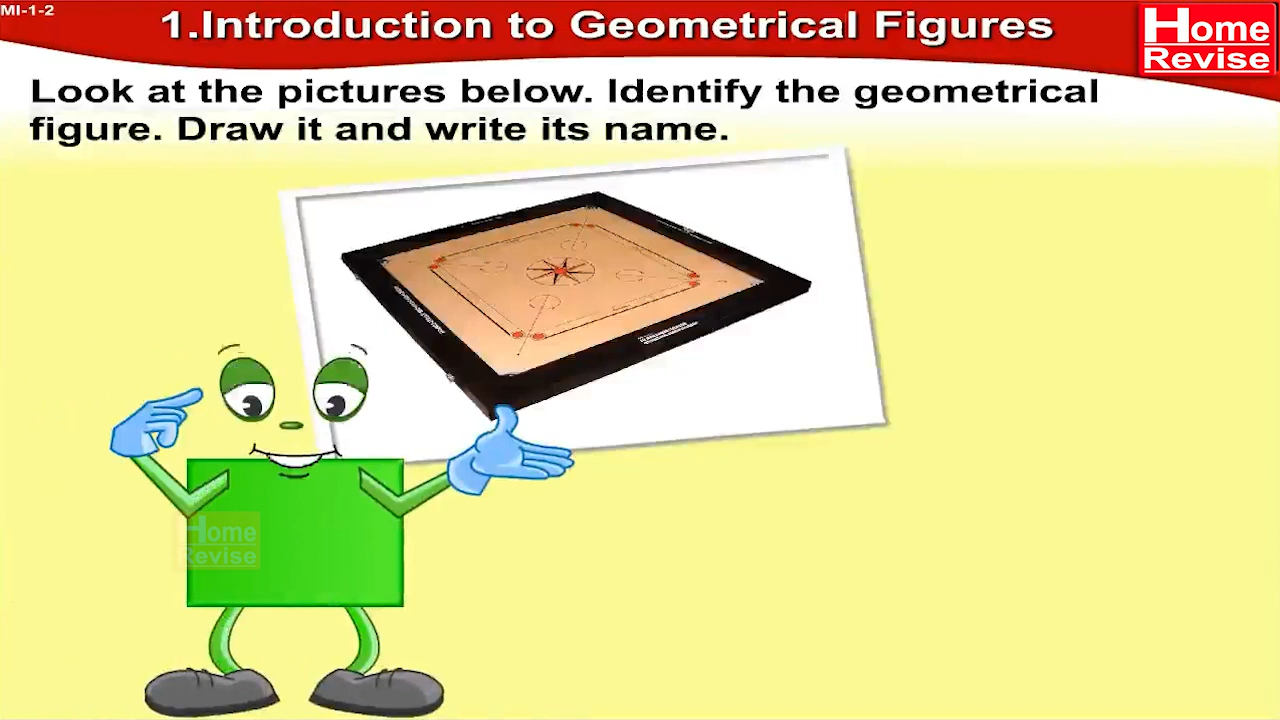 MI-1-2
1.Introduction to Geometrical Figures
Home
Revise
Look at the pictures below. Identify the geometrical
figure. Draw it and write its name.
Home
Revise